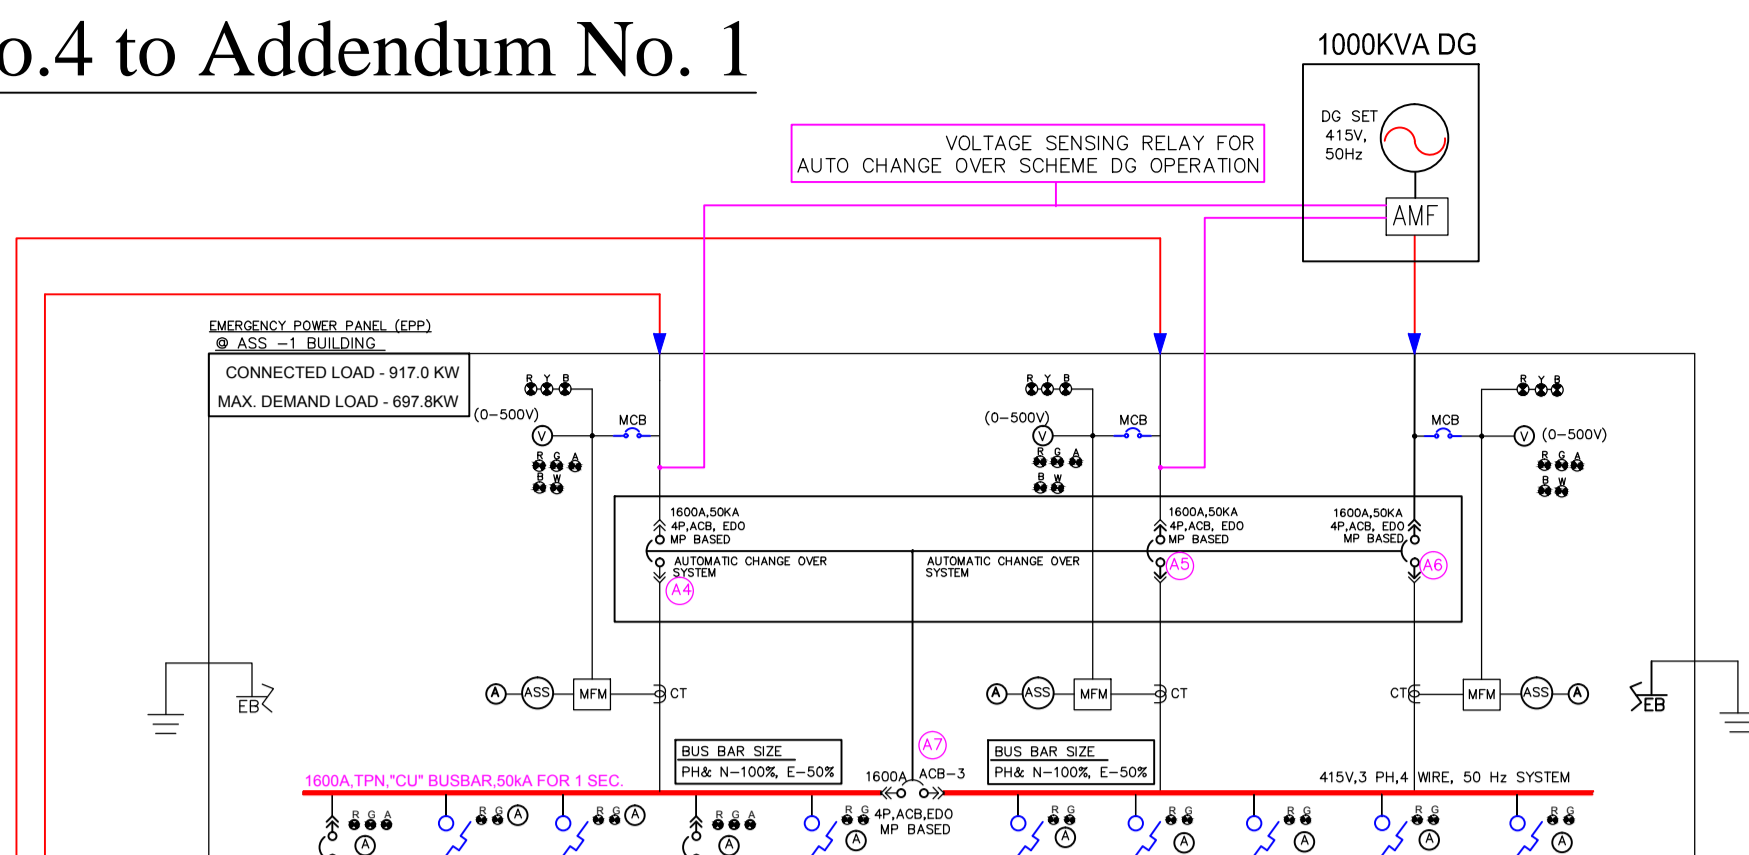 o.4 to Addendum No. 1
1000KVA DG
DG SET
415V,
50Hz
AMF
VOLTAGE SENSING RELAY FOR
AUTO CHANGE OVER SCHEME DG OPERATION
EMERGENCY POWER PANEL (EPP)
@ ASS -1 BUILDING
CONNECTED LOAD - 917.0 KW
MAX. DEMAND LOAD - 697.8KW
R Y B
(0-500V)
MCB
V
R G A
B W
R Y B
(0-500V)
MCB
V
R G A
B W
R Y B
MCB
V (0-500V)
R G A
B W
1600A,50KA
4P,ACB, EDO
MP BASED
AUTOMATIC CHANGE OVER
SYSTEM
A4
AUTOMATIC CHANGE OVER
SYSTEM
1600A,50KA
4P,ACB, EDO
MP BASED
A5
1600A,50KA
4P,ACB, EDO
MP BASED
A6
EB
A ASS MFM CT
A ASS MFM CT
CT MFM ASS A
EB
BUS BAR SIZE
PH& N-100%, E-50%
A7
BUS BAR SIZE
PH& N-100%, E-50%
1600A,TPN,"CU" BUSBAR,50kA FOR 1 SEC.
1600A ACB-3
4P,ACB,EDO
MP BASED
415V,3 PH,4 WIRE, 50 Hz SYSTEM
R G A
A
R G A
R G A
R G A
A
R G
A
R G
A
R G
A
R G
A
R G
A
R G
A